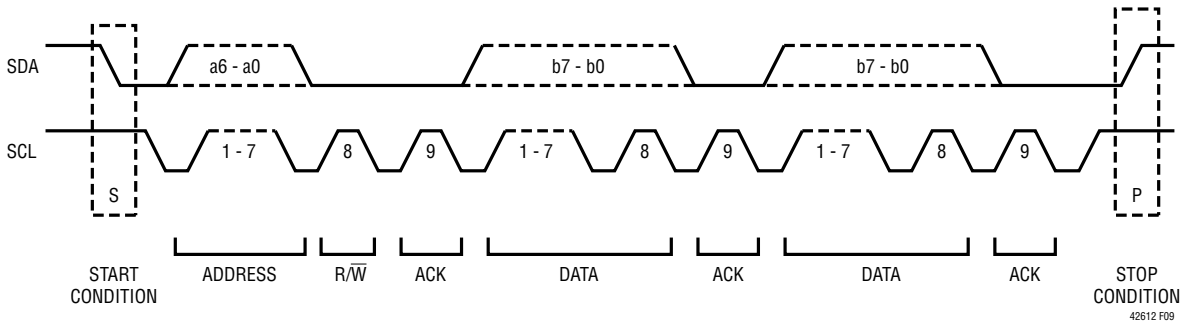 SDA
a6 - a0
b7 - b0
b7 - b0
SCL
1 - 7
8
9
1 - 7
8
9
1 - 7
8
9
S
P
START
CONDITION
ADDRESS
R/W̅
ACK
DATA
ACK
DATA
ACK
STOP
CONDITION
42612 F09